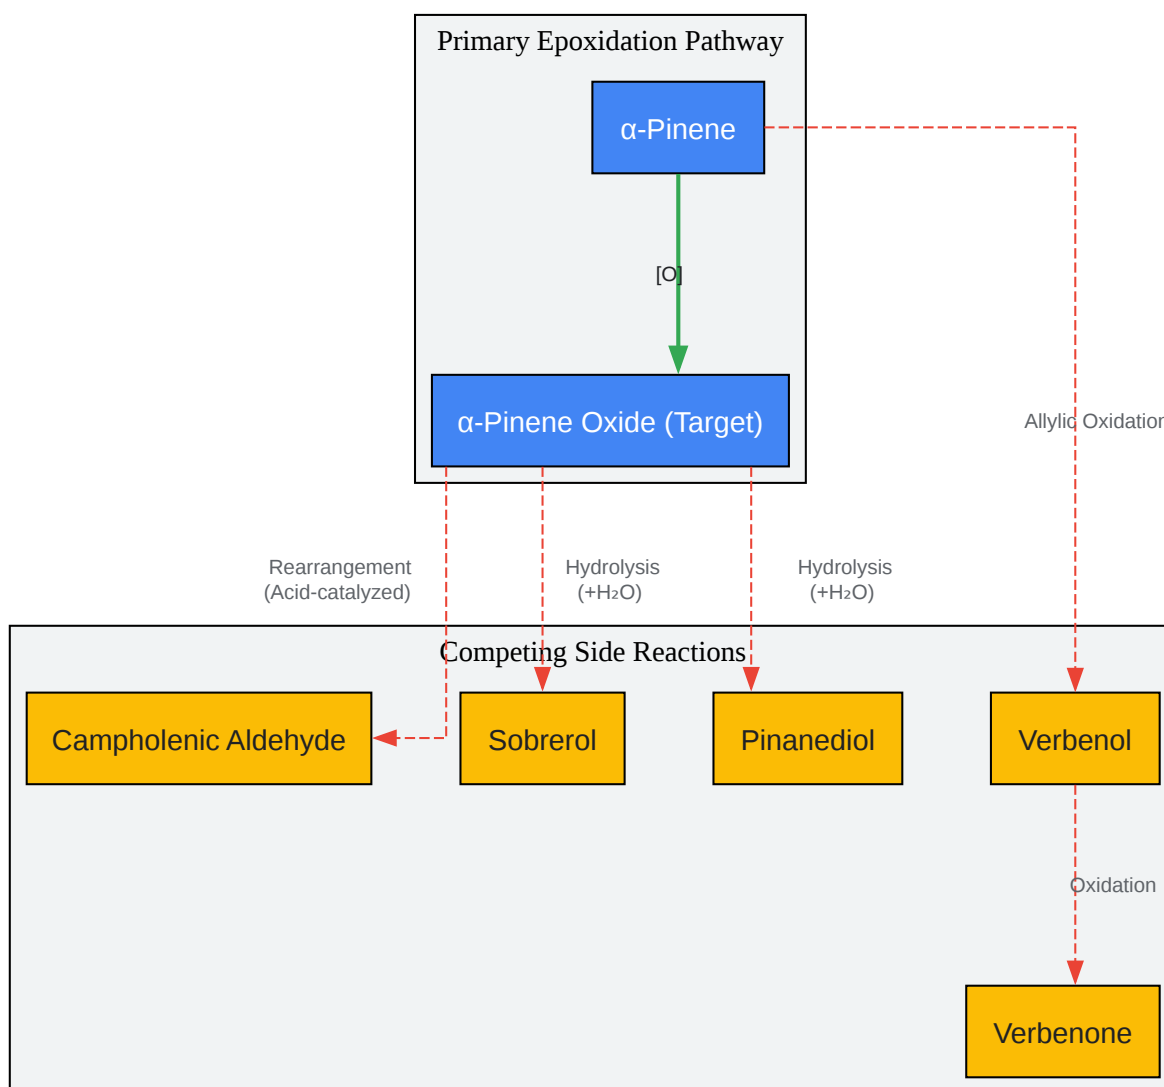 Primary Epoxidation Pathway
α-Pinene
[O]
α-Pinene Oxide (Target)
Allylic Oxidation
Rearrangement
(Acid-catalyzed)
Hydrolysis
(+H₂O)
Hydrolysis
(+H₂O)
Competing Side Reactions
Campholenic Aldehyde
Sobrerol
Pinanediol
Verbenol
Oxidation
Verbenone